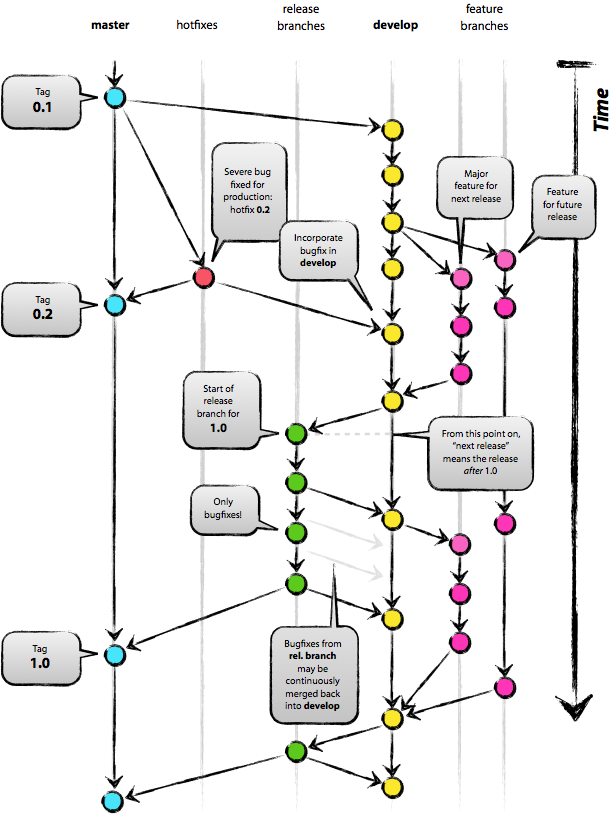 master
hotfixes
release
branches
develop
feature
branches
Time
Tag
0.1
Severe bug
fixed for
production:
hotfix 0.2
Major
feature for
next release
Feature
for future
release
Incorporate
bugfix in
develop
Tag
0.2
Start of
release
branch for
1.0
From this point on,
“next release”
means the release
after 1.0
Only
bugfixes!
Tag
1.0
Bugfixes from
rel. branch
may be
continuously
merged back
into develop